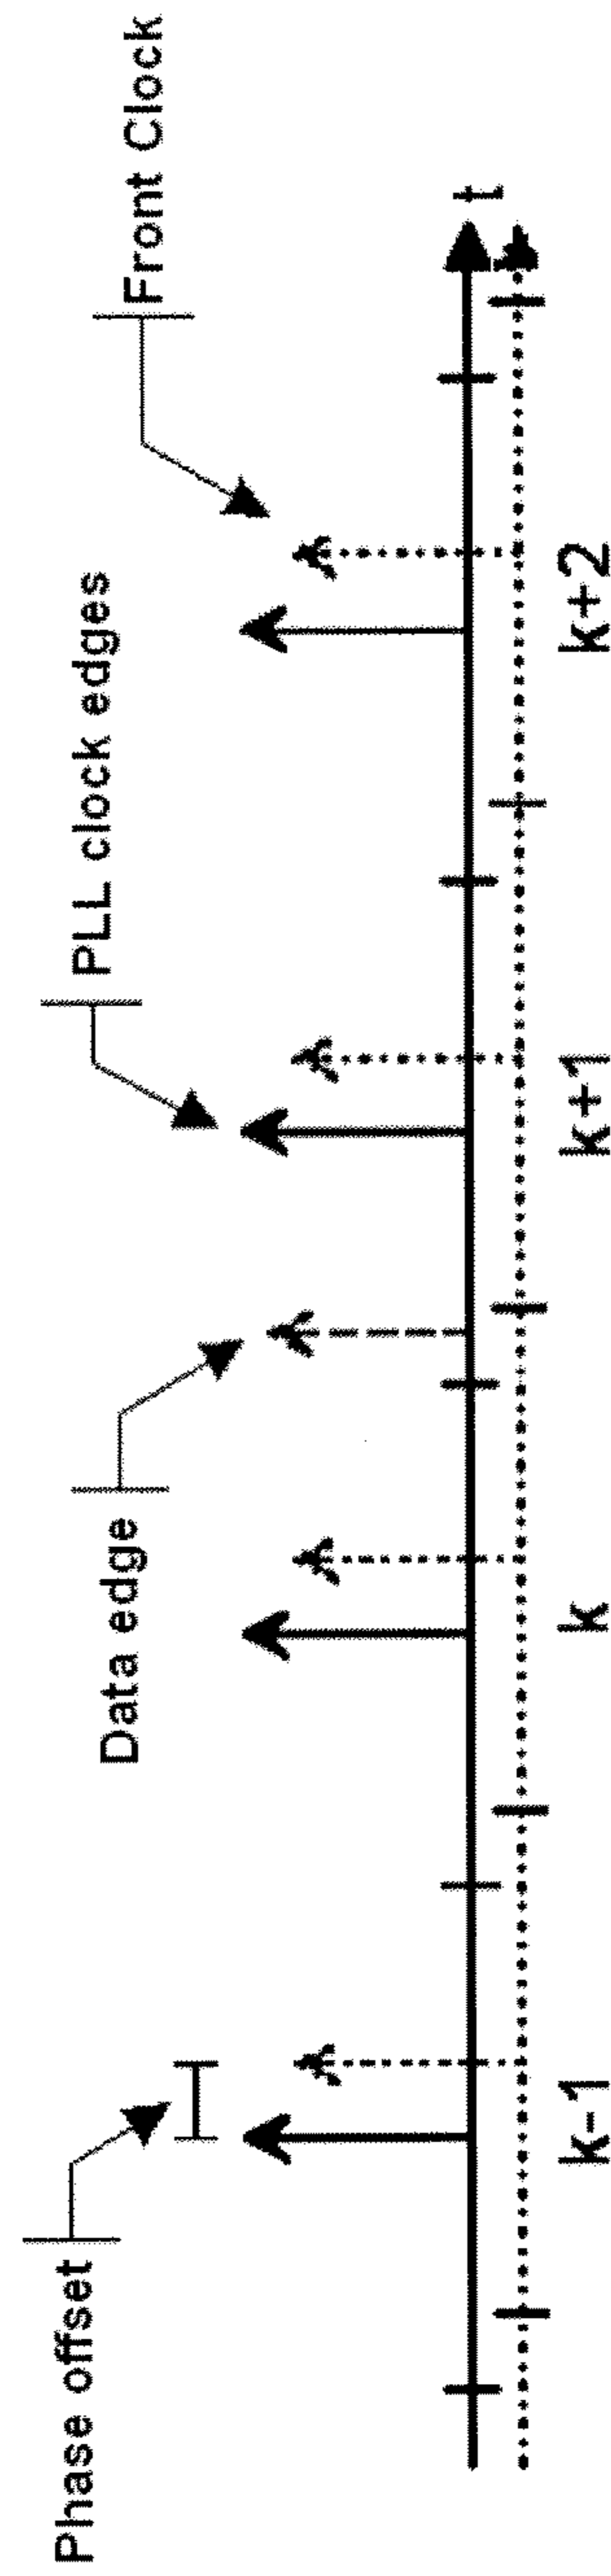 Phase offset
Data edge
PLL clock edges
Front Clock
t
k-1
k
k+1
k+2